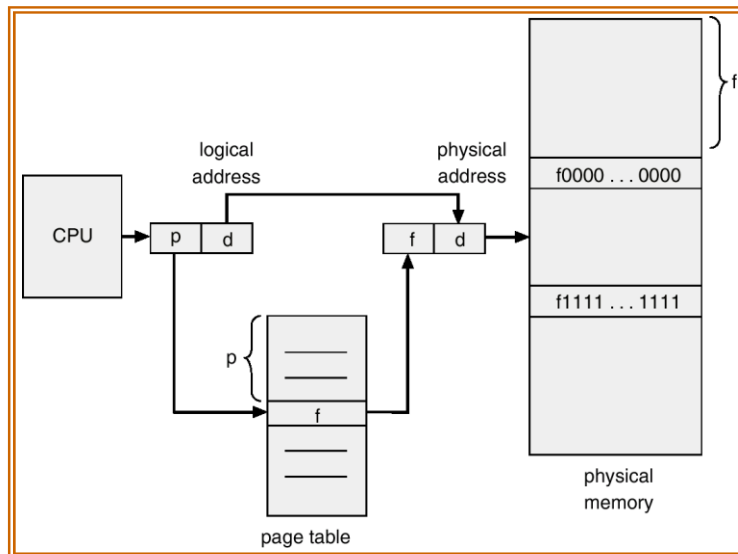 logical
address
physical
address
f
CPU
p
d
f
d
f0000 . . . 0000
f1111 . . . 1111
p
f
page table
physical
memory